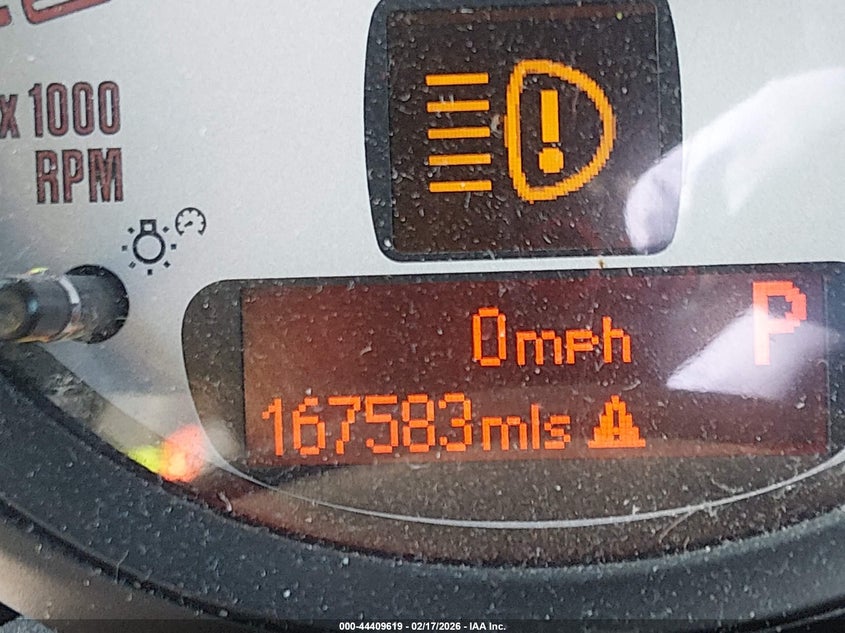 x 1000
RPM
0mph
P
167583mls
000-44409619 - 02/17/2026 - IAA Inc.